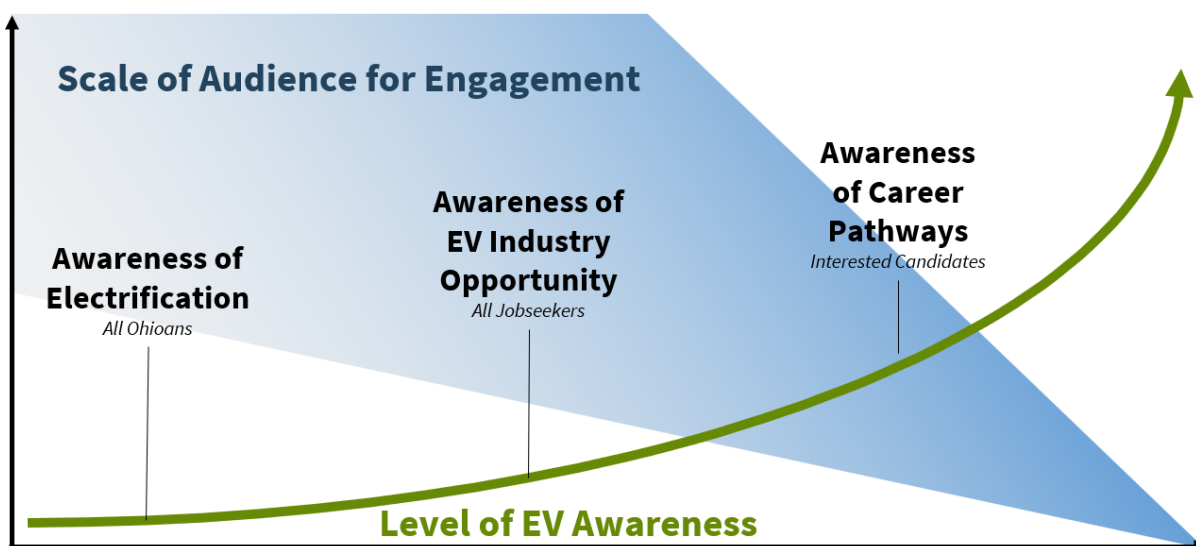 Scale of Audience for Engagement
Awareness of
Electrification
All Ohioans
Awareness of
EV Industry
Opportunity
All Jobseekers
Awareness
of Career
Pathways
Interested Candidates
Level of EV Awareness